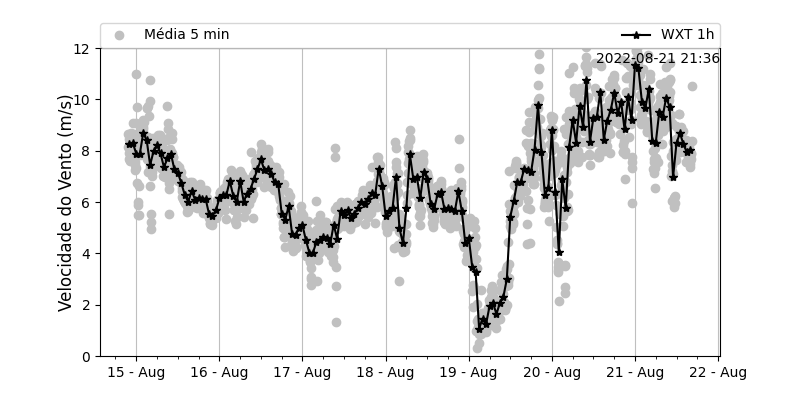 Média 5 min
WXT 1h
2022-08-21 21:36
Velocidade do Vento (m/s)
12
10
8
6
4
2
0
15 - Aug
16 - Aug
17 - Aug
18 - Aug
19 - Aug
20 - Aug
21 - Aug
22 - Aug